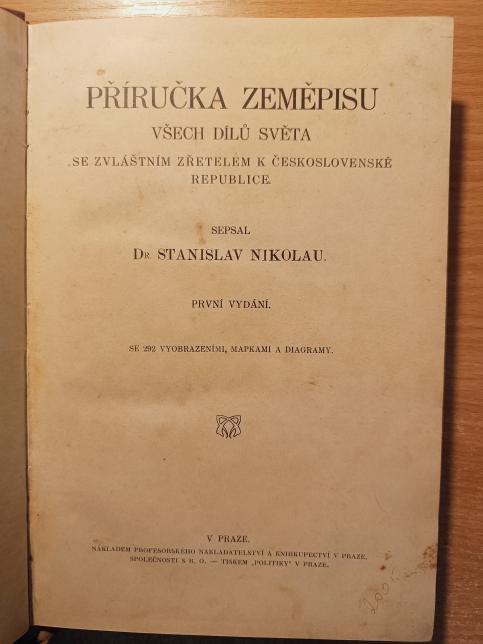 PŘÍRUČKA ZEMĚPISU
VŠECH DÍLŮ SVĚTA
SE ZVLÁŠTNÍM ZŘETELEM K ČESKOSLOVENSKÉ
REPUBLICE.
SEPSAL
DR. STANISLAV NIKOLAU.
PRVNÍ VYDÁNÍ.
SE 292 VYOBRAZENÍMI, MAPKAMI A DIAGRAMY.
V PRAZE.
NÁKLADEM PROFESORSKÉHO NAKLADATELSTVÍ A KNIHKUPECTVÍ V PRAZE,
SPOLEČNOSTI S R. O. — TISKEM „POLITIKY" V PRAZE.